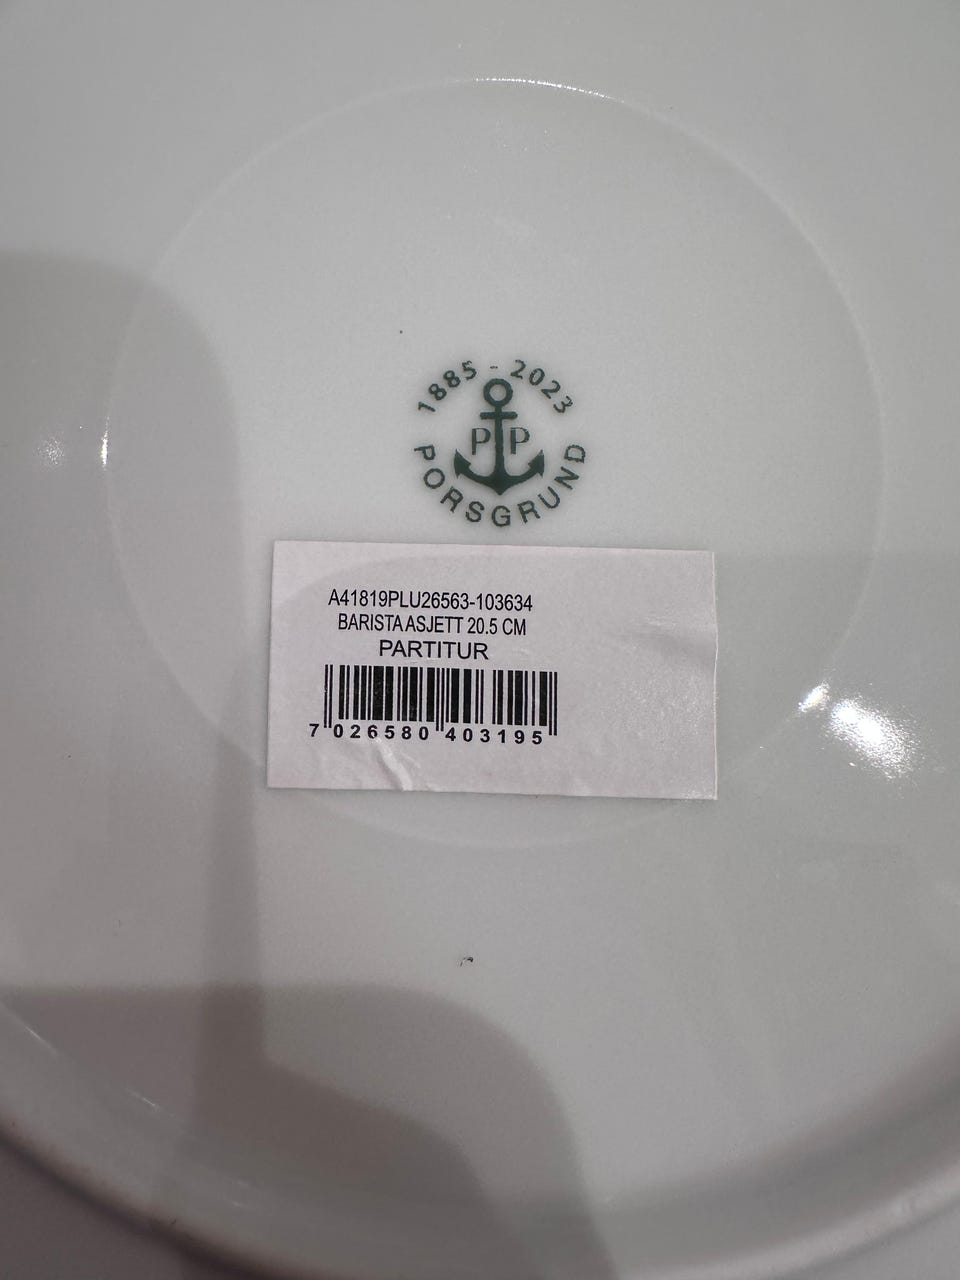 1885 - 2023
P P
PORSGRUND
A41819PLU26563-103634
BARISTA ASJETT 20.5 CM
PARTITUR
7 026580 403195